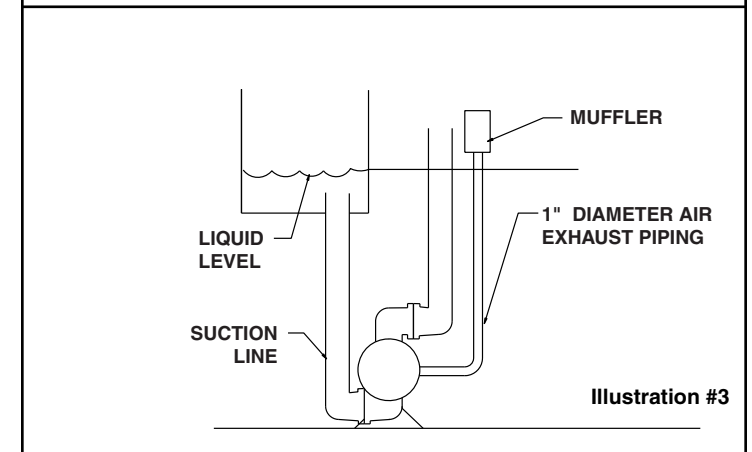 MUFFLER
1" DIAMETER AIR
EXHAUST PIPING
LIQUID
LEVEL
SUCTION
LINE
Illustration #3